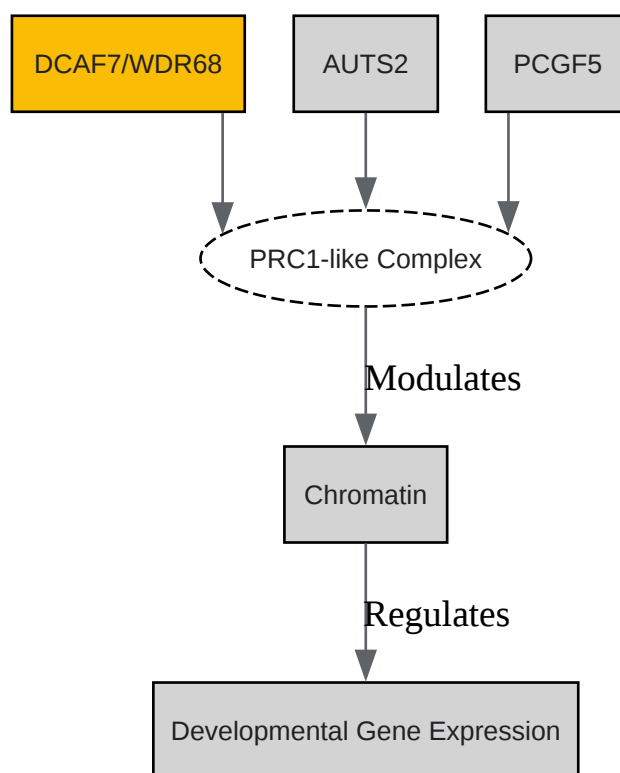 DCAF7/WDR68
AUTS2
PCGF5
PRC1-like Complex
Modulates
Chromatin
Regulates
Developmental Gene Expression